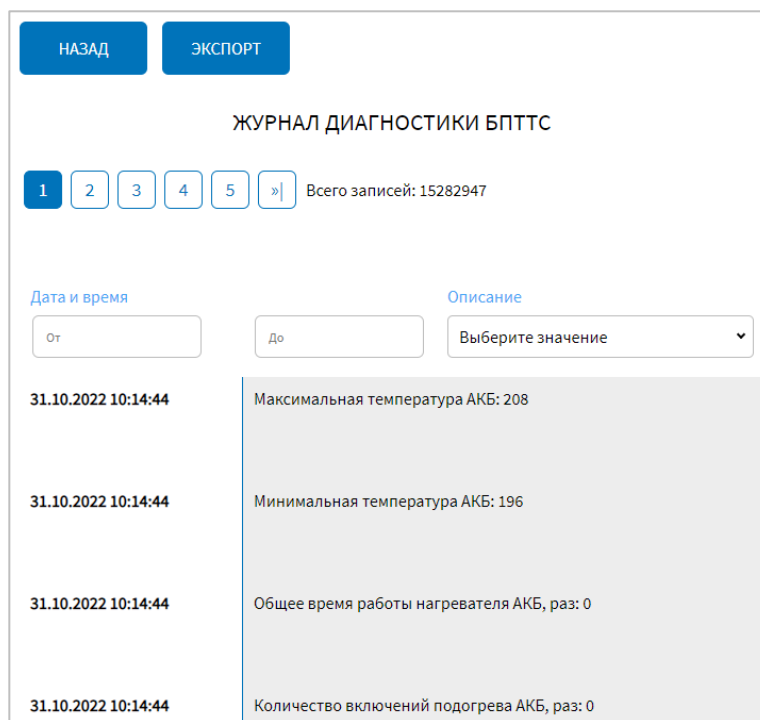 НАЗАД ЭКСПОРТ
ЖУРНАЛ ДИАГНОСТИКИ БПТТС
1 2 3 4 5 »| Всего записей: 15282947
Дата и время Описание
От До Выберите значение
31.10.2022 10:14:44 Максимальная температура АКБ: 208
31.10.2022 10:14:44 Минимальная температура АКБ: 196
31.10.2022 10:14:44 Общее время работы нагревателя АКБ, раз: 0
31.10.2022 10:14:44 Количество включений подогрева АКБ, раз: 0